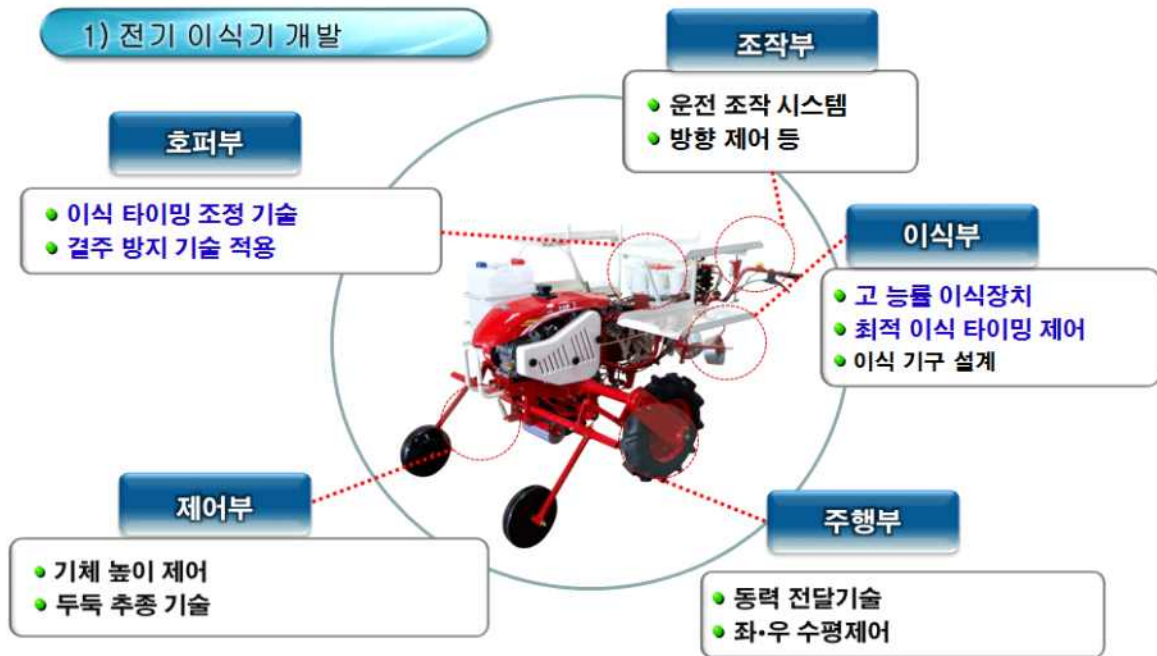 1) 전기 이식기 개발
조작부
운전 조작 시스템
방향 제어 등
호퍼부
이식 타이밍 조정 기술
결주 방지 기술 적용
이식부
고 능률 이식장치
최적 이식 타이밍 제어
이식 기구 설계
제어부
기체 높이 제어
두둑 추종 기술
주행부
동력 전달기술
좌·우 수평제어